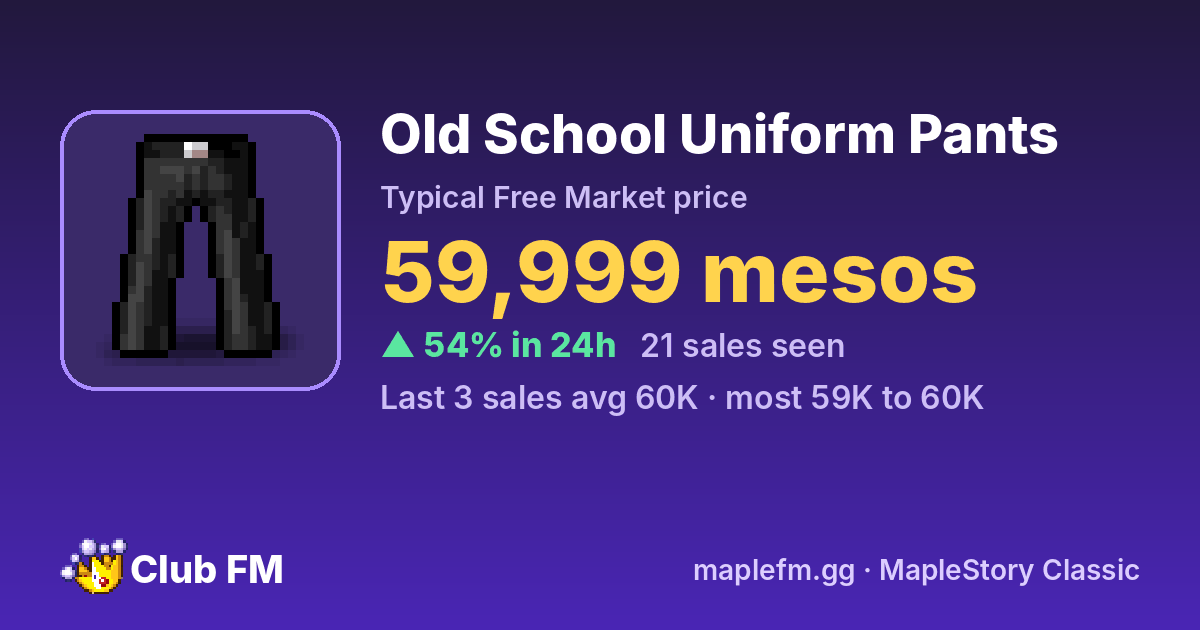 Old School Uniform Pants
Typical Free Market price
59,999 mesos
▲ 54% in 24h 21 sales seen
Last 3 sales avg 60K · most 59K to 60K
Club FM
maplefm.gg · MapleStory Classic